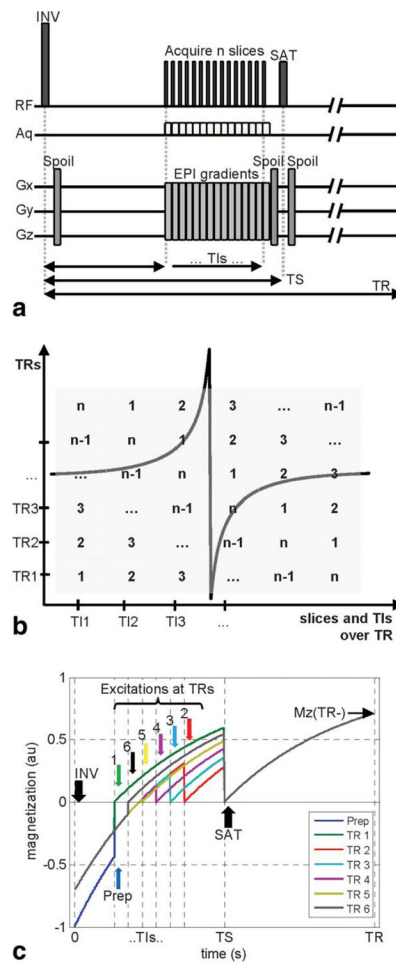 INV
Acquire n slices
SAT
RF
Aq
Spoil
EPI gradients
Spoil
Spoil
Gx
Gy
Gz
... TIs ...
TS
TR
a
TRs
n 1 2 3 ... n-1
n-1 n 1 2 3 ...
... ... n-1 n 1 2 3
TR3 3 ... n-1 n 1 2
TR2 2 3 ... n-1 n 1
TR1 1 2 3 ... n-1 n
TI1 TI2 TI3 ...
slices and TIs
over TR
b
1
Excitations at TRs
Mz(TR-)
0.5
1 6 5 4 3 2
INV
magnetization (au)
0
SAT
-0.5
Prep
Prep
TR 1
TR 2
TR 3
TR 4
TR 5
TR 6
-1
0 ..TIs.. TS TR
time (s)
c